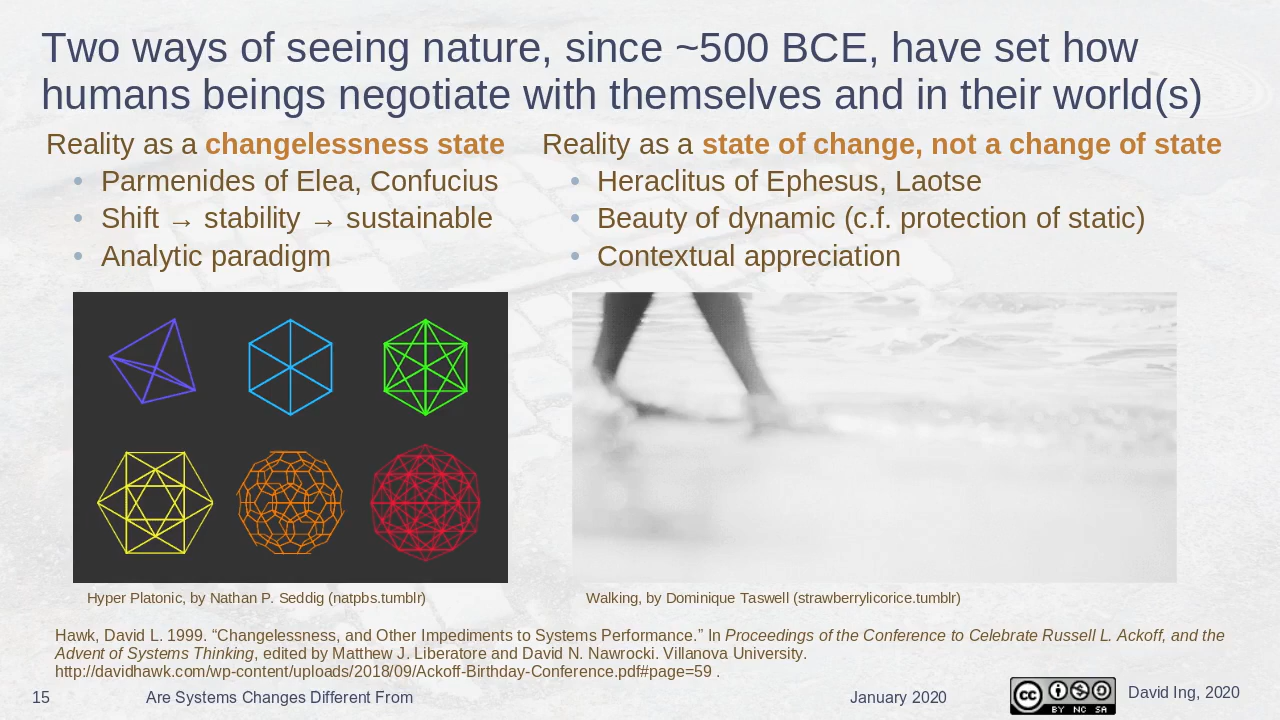 Two ways of seeing nature, since ~500 BCE, have set how
humans beings negotiate with themselves and in their world(s)
Reality as a changelessness state
• Parmenides of Elea, Confucius
• Shift → stability → sustainable
• Analytic paradigm
Reality as a state of change, not a change of state
• Heraclitus of Ephesus, Laotse
• Beauty of dynamic (c.f. protection of static)
• Contextual appreciation
Hyper Platonic, by Nathan P. Seddig (natpbs.tumblr)
Walking, by Dominique Taswell (strawberrylicorice.tumblr)
Hawk, David L. 1999. “Changelessness, and Other Impediments to Systems Performance.” In Proceedings of the Conference to Celebrate Russell L. Ackoff, and the
Advent of Systems Thinking, edited by Matthew J. Liberatore and David N. Nawrocki. Villanova University.
http://davidhawk.com/wp-content/uploads/2018/09/Ackoff-Birthday-Conference.pdf#page=59 .
15
Are Systems Changes Different From
January 2020
cc
BY NC SA
David Ing, 2020